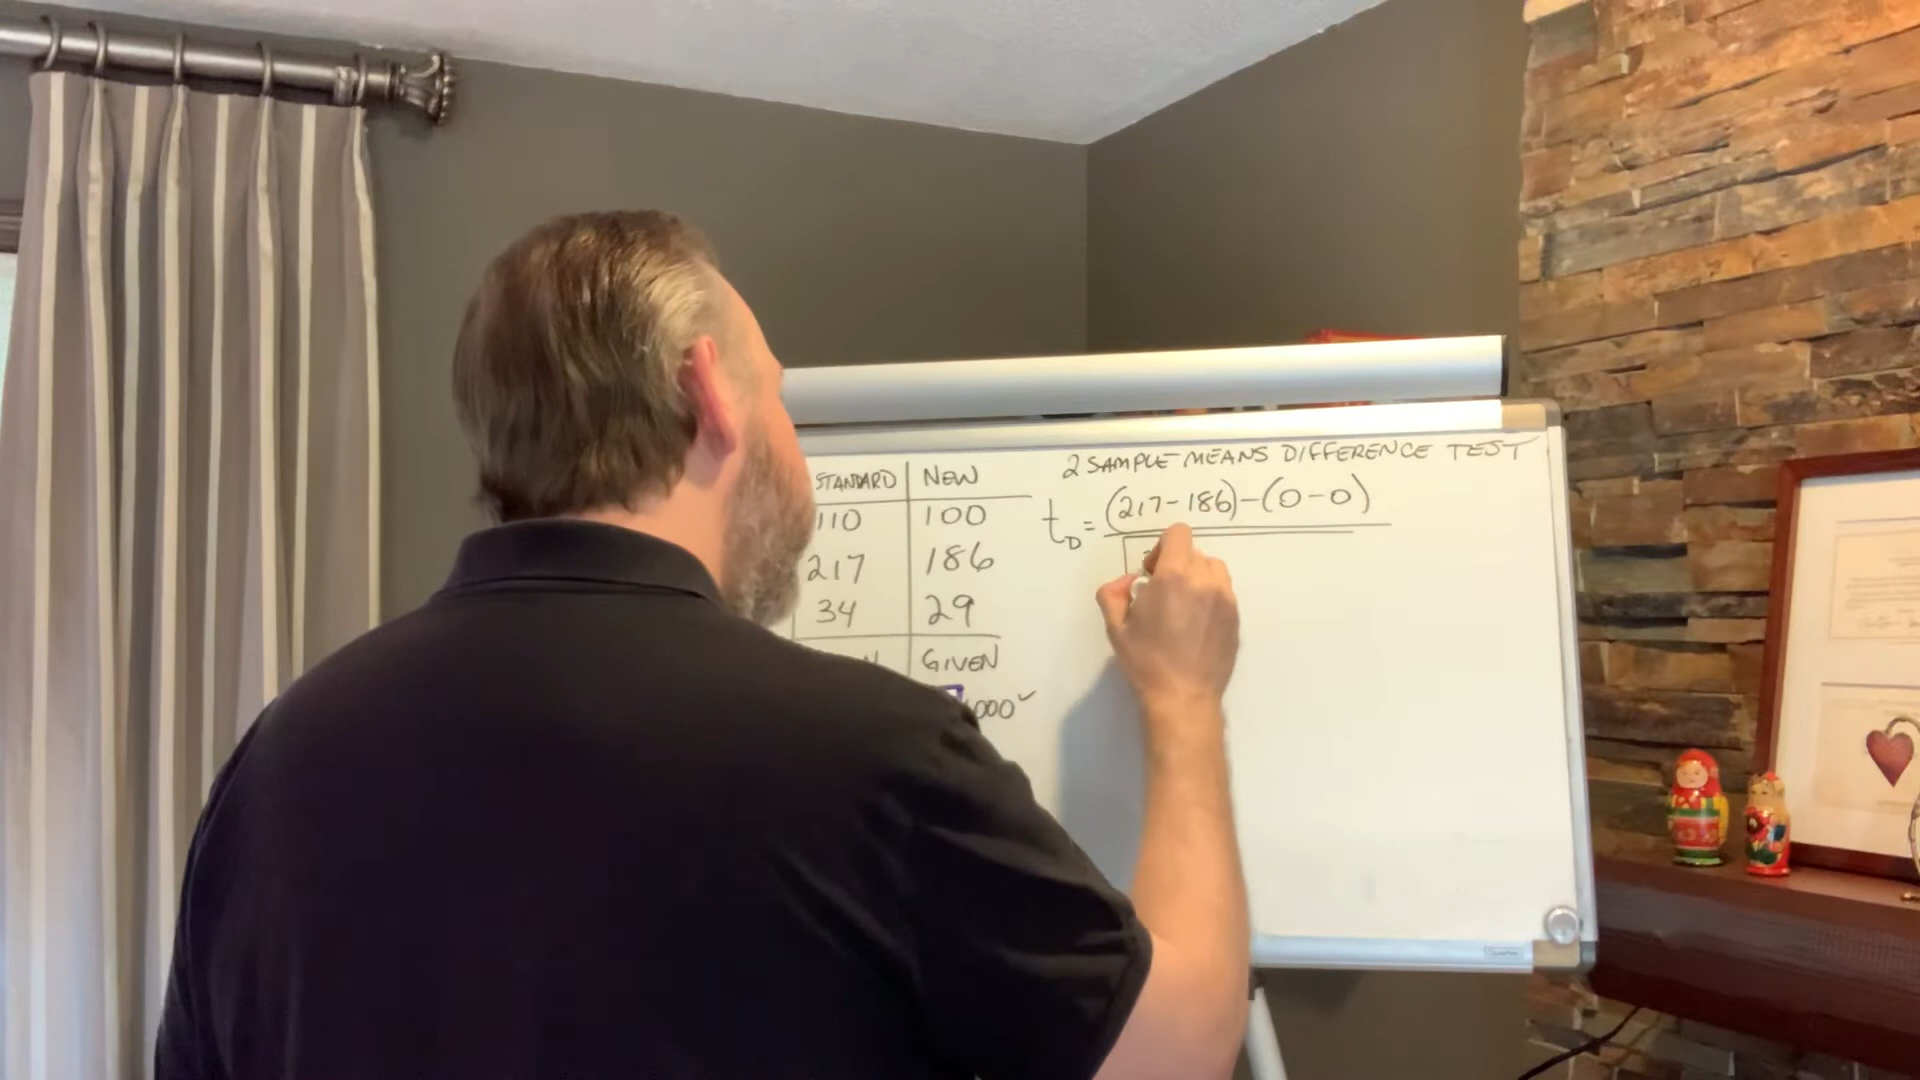 2 SAMPLE MEANS DIFFERENCE TEST
STANDARD NEW
110 100
217 186
34 29
GIVEN
000 ✓
t_D = (217-186)-(0-0)